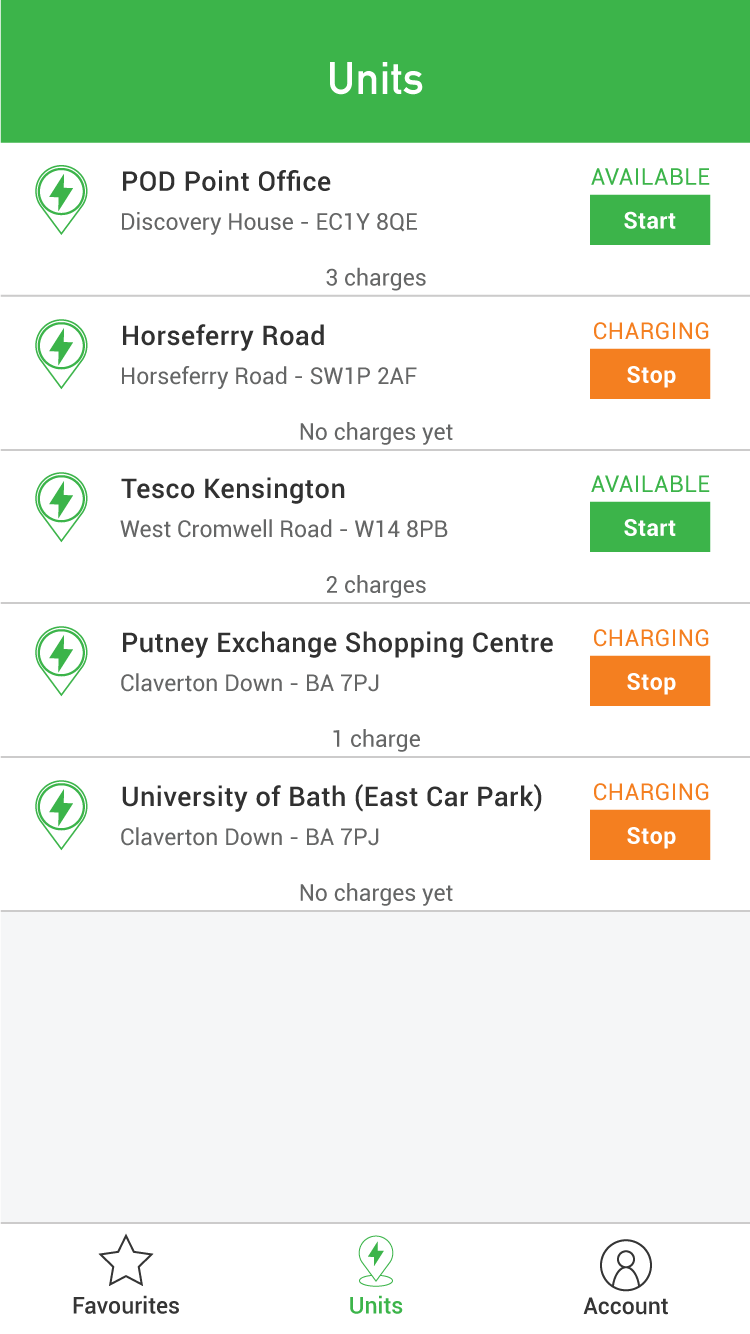 Units
POD Point Office
AVAILABLE
Discovery House - EC1Y 8QE
Start
3 charges
Horseferry Road
CHARGING
Horseferry Road - SW1P 2AF
Stop
No charges yet
Tesco Kensington
AVAILABLE
West Cromwell Road - W14 8PB
Start
2 charges
Putney Exchange Shopping Centre
CHARGING
Claverton Down - BA 7PJ
Stop
1 charge
University of Bath (East Car Park)
CHARGING
Claverton Down - BA 7PJ
Stop
No charges yet
Favourites
Units
Account